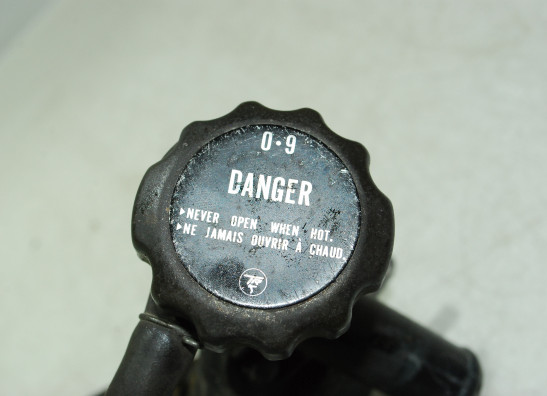 0·9
DANGER
▸NEVER OPEN WHEN HOT.
▸NE JAMAIS OUVRIR À CHAUD.